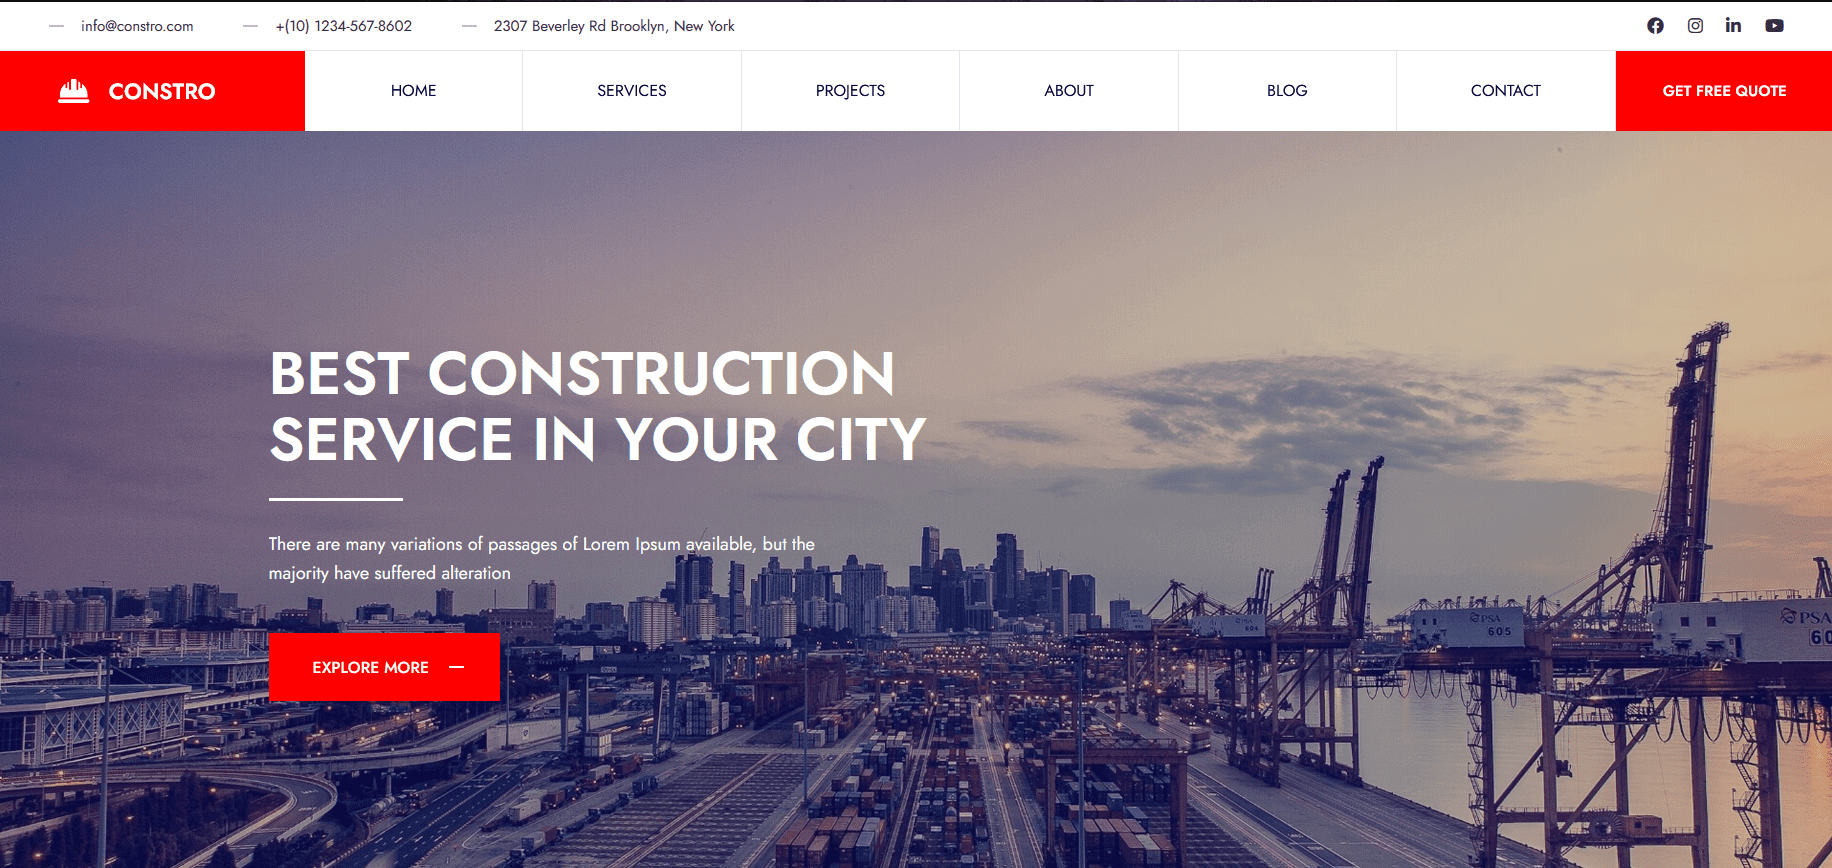 info@constro.com
+(10) 1234-567-8602
2307 Beverley Rd Brooklyn, New York
CONSTRO
HOME
SERVICES
PROJECTS
ABOUT
BLOG
CONTACT
GET FREE QUOTE
BEST CONSTRUCTION
SERVICE IN YOUR CITY
There are many variations of passages of Lorem Ipsum available, but the
majority have suffered alteration
EXPLORE MORE
PSA
605
PSA
604